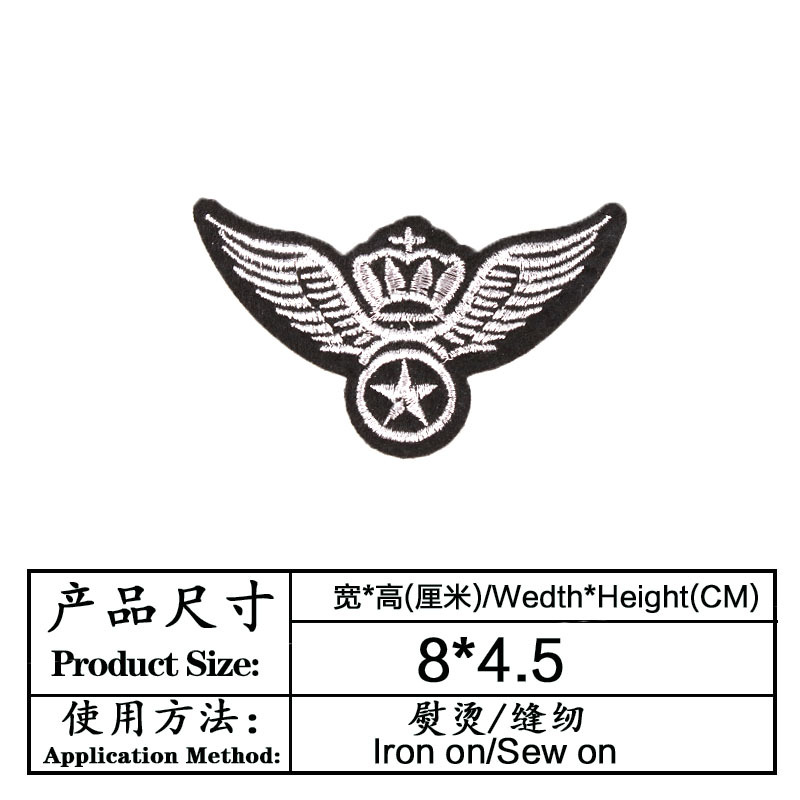 产品尺寸
Product Size:
宽*高(厘米)/Wedth*Height(CM)
8*4.5
使用方法：
Application Method:
熨烫/缝纫
Iron on/Sew on